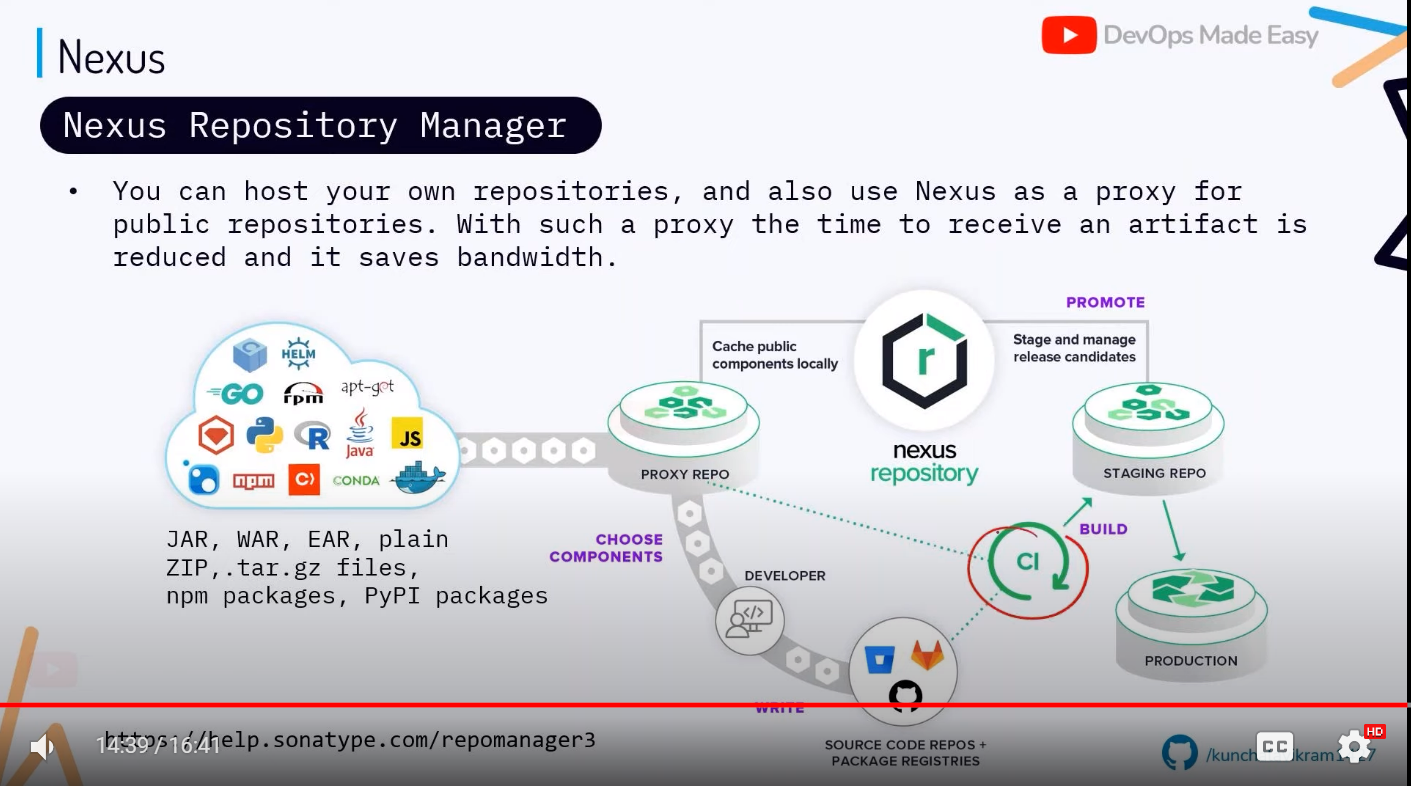 Nexus
DevOps Made Easy
Nexus Repository Manager
• You can host your own repositories, and also use Nexus as a proxy for
public repositories. With such a proxy the time to receive an artifact is
reduced and it saves bandwidth.
PROMOTE
Cache public
components locally
r
Stage and manage
release candidates
nexus
repository
C
HELM
GO
rpm
apt-get
R
Java
JS
npm
CONDA
PROXY REPO
STAGING REPO
JAR, WAR, EAR, plain
ZIP,.tar.gz files,
npm packages, PyPI packages
CHOOSE
COMPONENTS
BUILD
CI
DEVELOPER
</>
PRODUCTION
WRITE
SOURCE CODE REPOS +
PACKAGE REGISTRIES
https://help.sonatype.com/repomanager3
14:39 / 16:41
CC
HD